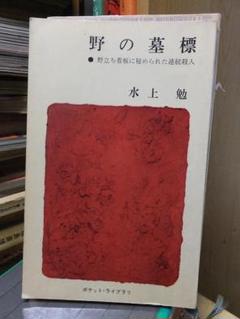 野の墓標
●野立ち看板に秘められた連続殺人
水上 勉
ポケット・ライブラリ